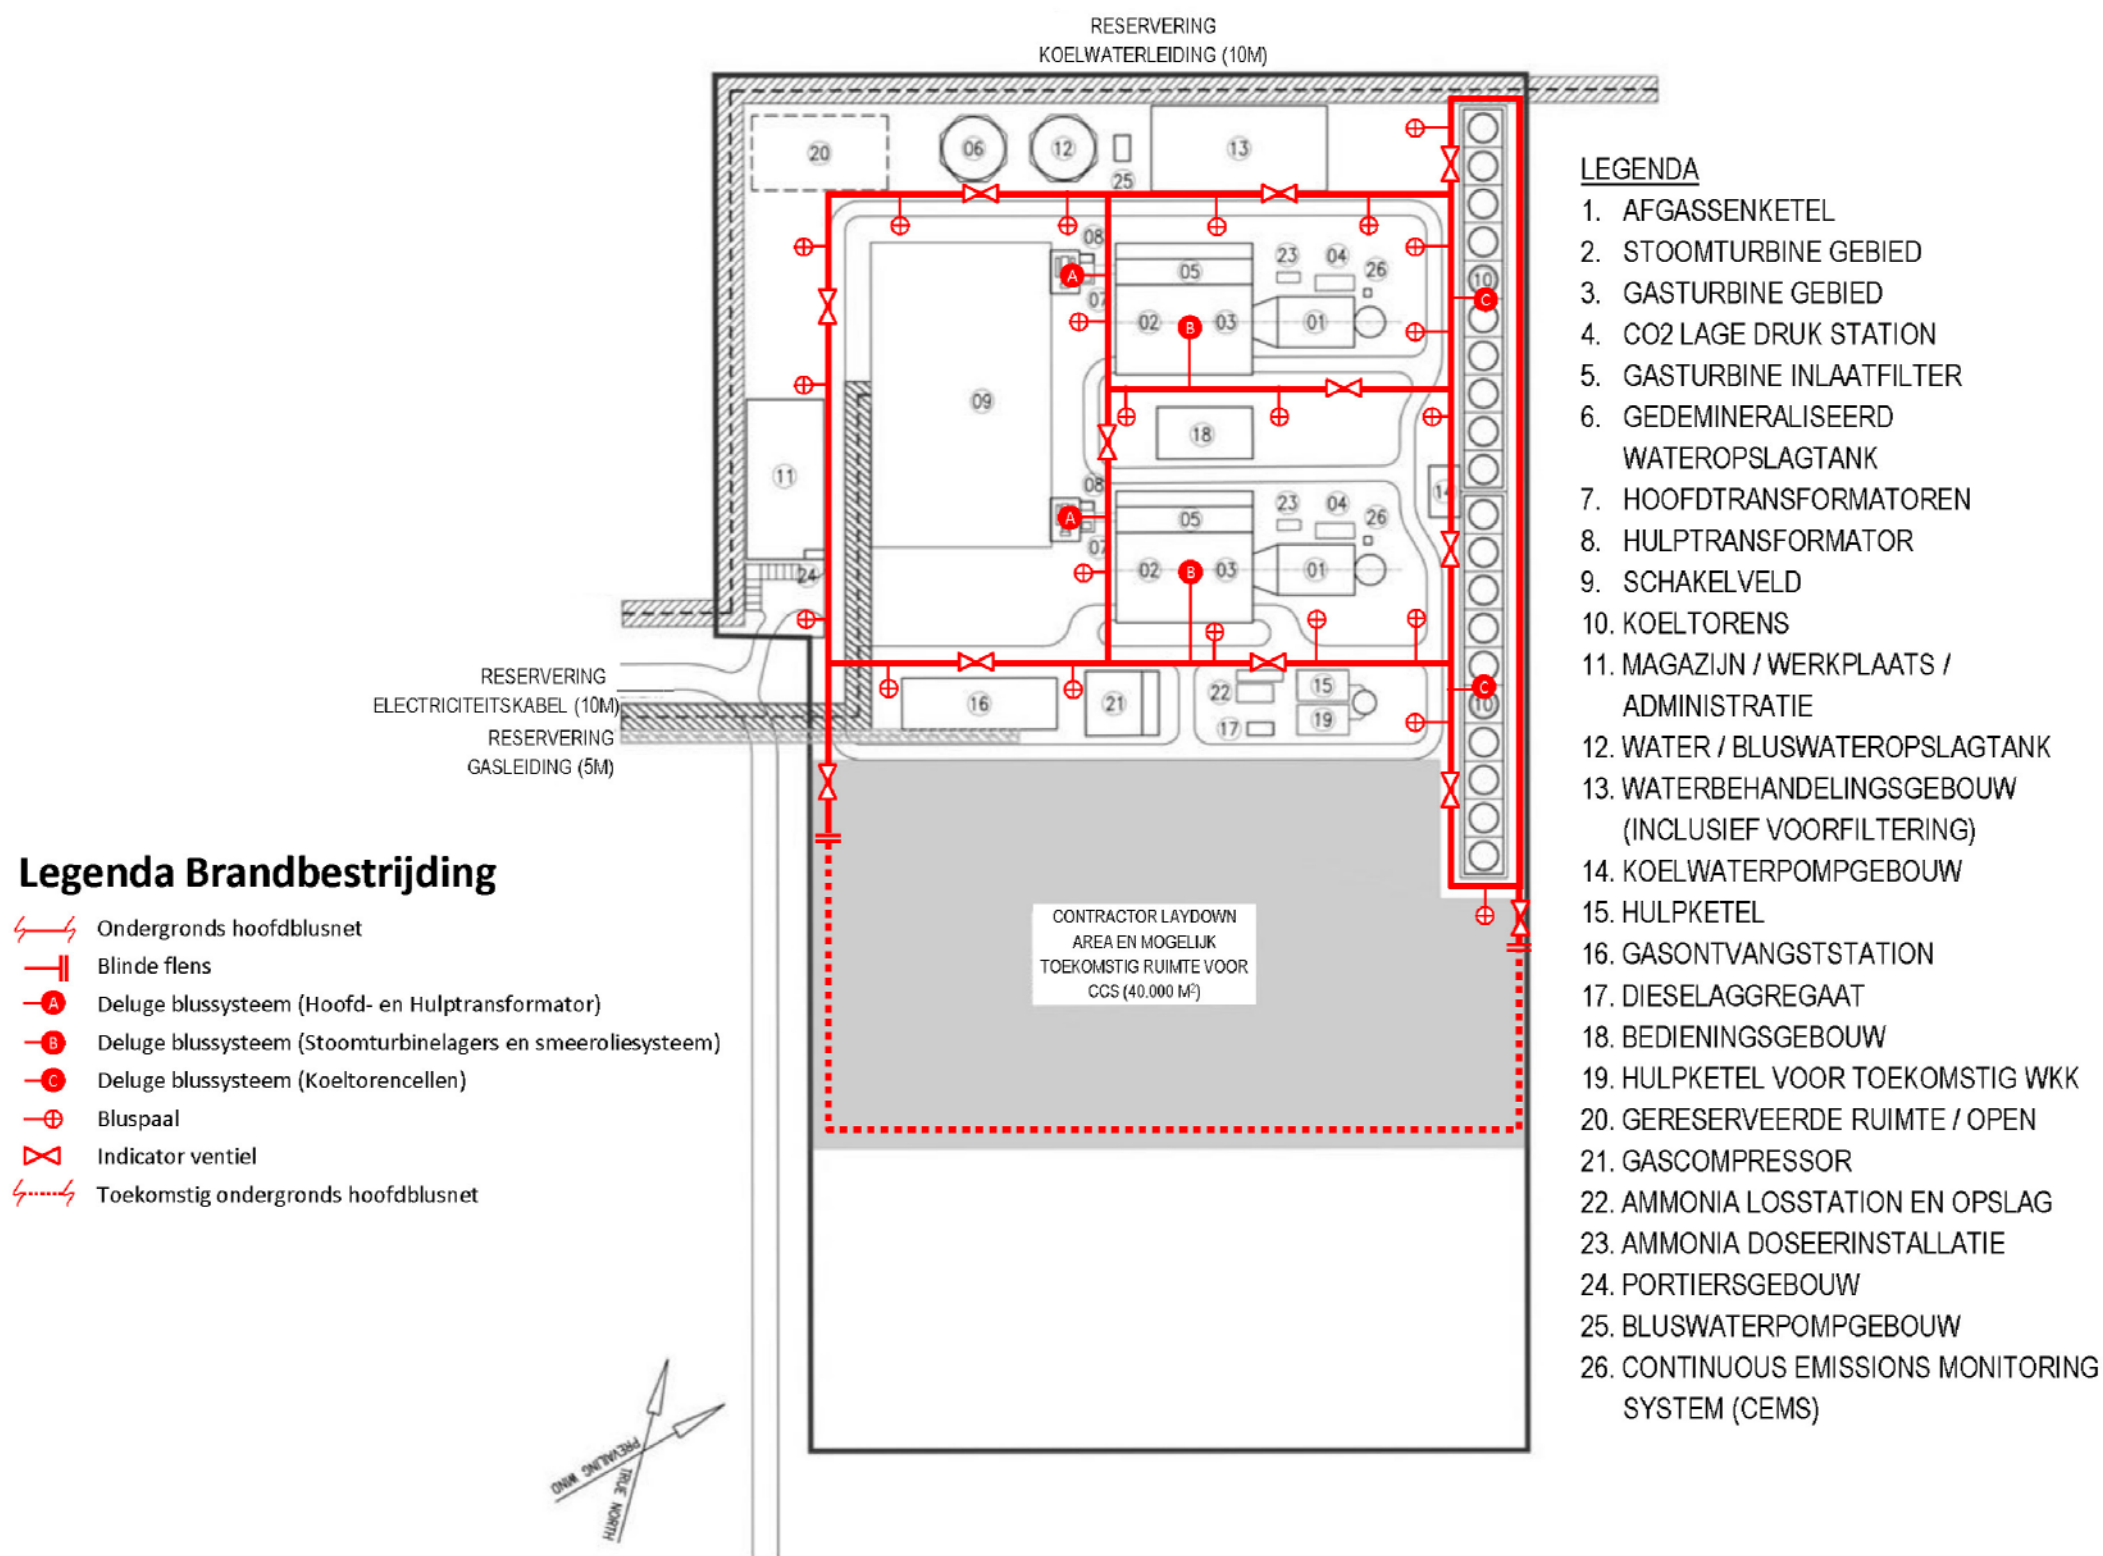 RESERVERING
KOELWATERLEIDING (10M)
20
06
12
25
13
08
07
05
23
04
26
02
B
03
01
A
10
C
09
18
11
14
08
07
05
23
04
26
02
B
03
01
A
24
16
21
22
17
15
19
C
10
RESERVERING
ELECTRICITEITSKABEL (10M)
RESERVERING
GASLEIDING (5M)
CONTRACTOR LAYDOWN
AREA EN MOGELIJK
TOEKOMSTIG RUIMTE VOOR
CCS (40.000 M²)
PREVAILING WIND
TRUE NORTH
Legenda Brandbestrijding
Ondergronds hoofdblusnet
Blinde flens
A Deluge blussysteem (Hoofd- en Hulptransformator)
B Deluge blussysteem (Stoomturbinelagers en smeeroliesysteem)
C Deluge blussysteem (Koeltorencellen)
Bluspaal
Indicator ventiel
Toekomstig ondergronds hoofdblusnet
LEGENDA
1. AFGASSENKETEL
2. STOOMTURBINE GEBIED
3. GASTURBINE GEBIED
4. CO2 LAGE DRUK STATION
5. GASTURBINE INLAATFILTER
6. GEDEMINERALISEERD
WATEROPSLAGTANK
7. HOOFDTRANSFORMATOREN
8. HULPTRANSFORMATOR
9. SCHAKELVELD
10. KOELTORENS
11. MAGAZIJN / WERKPLAATS /
ADMINISTRATIE
12. WATER / BLUSWATEROPSLAGTANK
13. WATERBEHANDELINGSGEBOUW
(INCLUSIEF VOORFILTERING)
14. KOELWATERPOMPGEBOUW
15. HULPKETEL
16. GASONTVANGSTSTATION
17. DIESELAGGREGAAT
18. BEDIENINGSGEBOUW
19. HULPKETEL VOOR TOEKOMSTIG WKK
20. GERESERVEERDE RUIMTE / OPEN
21. GASCOMPRESSOR
22. AMMONIA LOSSTATION EN OPSLAG
23. AMMONIA DOSEERINSTALLATIE
24. PORTIERSGEBOUW
25. BLUSWATERPOMPGEBOUW
26. CONTINUOUS EMISSIONS MONITORING
SYSTEM (CEMS)